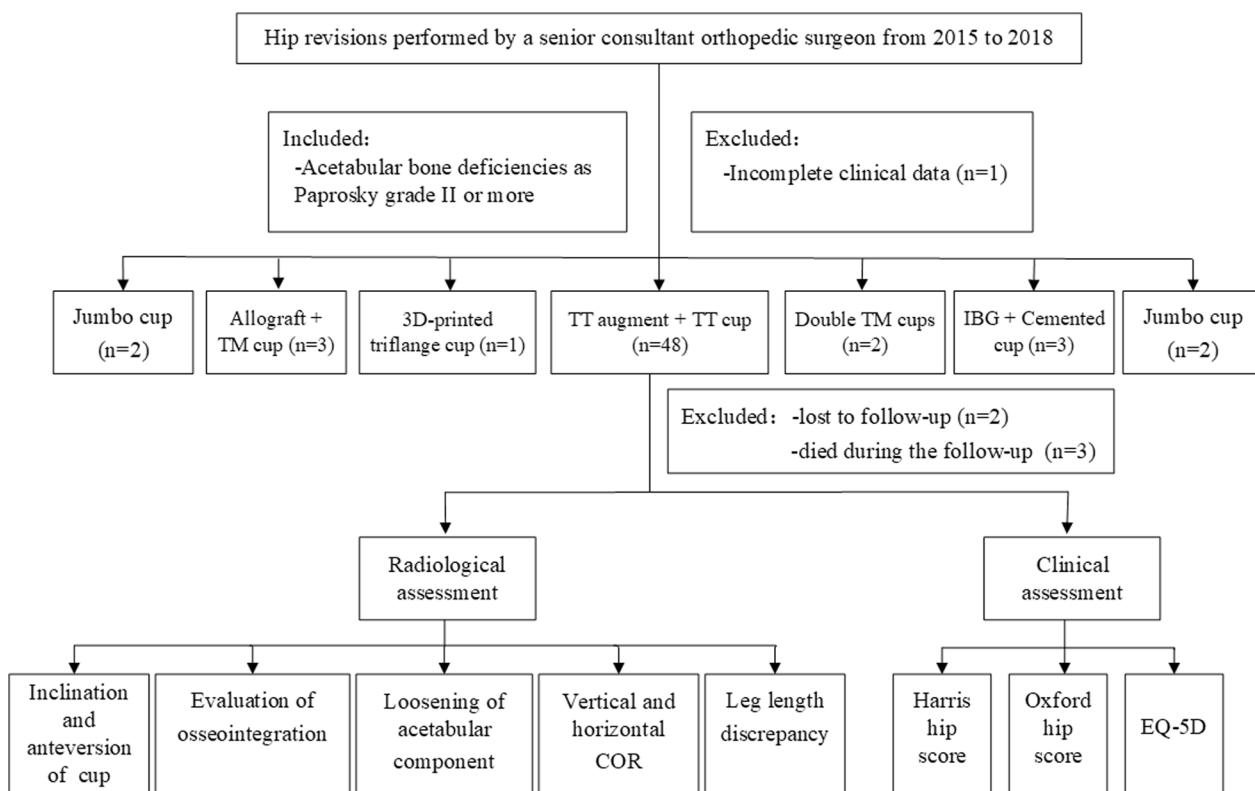 Hip revisions performed by a senior consultant orthopedic surgeon from 2015 to 2018
Included：
-Acetabular bone deficiencies as
Paprosky grade II or more
Excluded：
-Incomplete clinical data (n=1)
Jumbo cup
(n=2)
Allograft +
TM cup (n=3)
3D-printed
triflange cup (n=1)
TT augment + TT cup
(n=48)
Double TM cups
(n=2)
IBG + Cemented
cup (n=3)
Jumbo cup
(n=2)
Excluded： -lost to follow-up (n=2)
-died during the follow-up (n=3)
Radiological
assessment
Clinical
assessment
Inclination
and
anteversion
of cup
Evaluation of
osseointegration
Loosening of
acetabular
component
Vertical and
horizontal
COR
Leg length
discrepancy
Harris
hip
score
Oxford
hip
score
EQ-5D